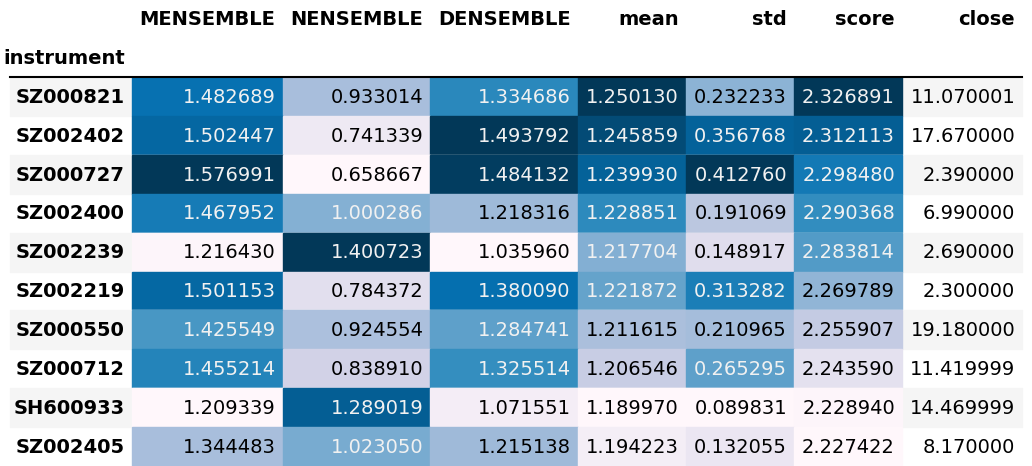 MENSEMBLE NENSEMBLE DENSEMBLE mean std score close
instrument
SZ000821 1.482689 0.933014 1.334686 1.250130 0.232233 2.326891 11.070001
SZ002402 1.502447 0.741339 1.493792 1.245859 0.356768 2.312113 17.670000
SZ000727 1.576991 0.658667 1.484132 1.239930 0.412760 2.298480 2.390000
SZ002400 1.467952 1.000286 1.218316 1.228851 0.191069 2.290368 6.990000
SZ002239 1.216430 1.400723 1.035960 1.217704 0.148917 2.283814 2.690000
SZ002219 1.501153 0.784372 1.380090 1.221872 0.313282 2.269789 2.300000
SZ000550 1.425549 0.924554 1.284741 1.211615 0.210965 2.255907 19.180000
SZ000712 1.455214 0.838910 1.325514 1.206546 0.265295 2.243590 11.419999
SH600933 1.209339 1.289019 1.071551 1.189970 0.089831 2.228940 14.469999
SZ002405 1.344483 1.023050 1.215138 1.194223 0.132055 2.227422 8.170000